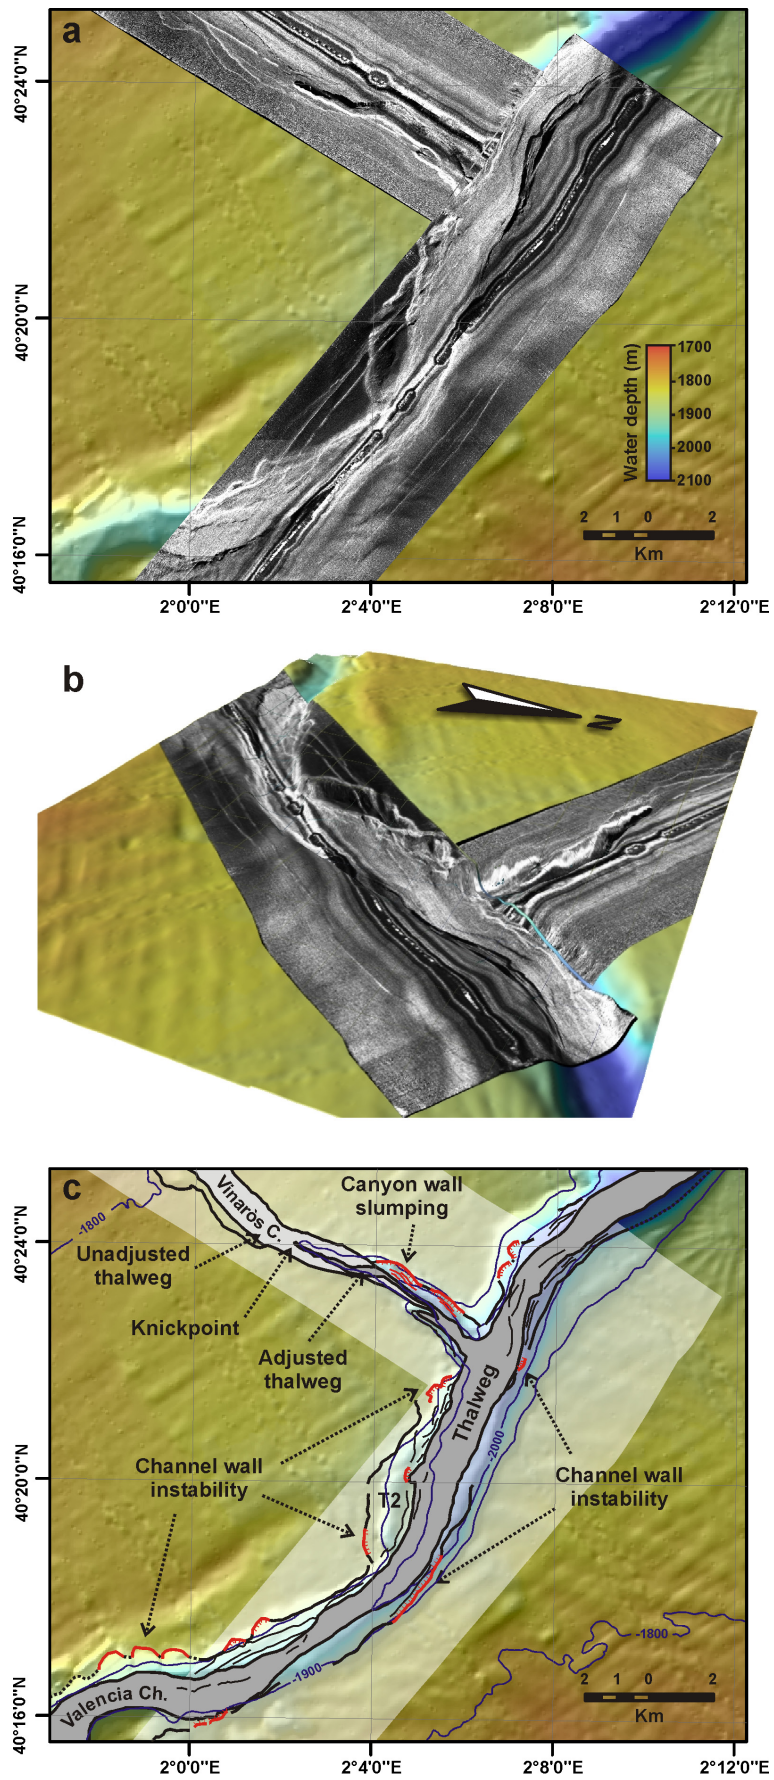 a
40°24'0"N
40°20'0"N
40°16'0"N
Water depth (m)
1700
1800
1900
2000
2100
2 1 0 2
Km
2°0'0"E 2°4'0"E 2°8'0"E 2°12'0"E
b
N
c
Canyon wall
slumping
Vinaròs C.
-1800
40°24'0"N
Unadjusted
thalweg
Knickpoint
Adjusted
thalweg
Thalweg
-2000
Channel wall
instability
Channel wall
instability
40°20'0"N
T2
-1800
-1900
Valencia Ch.
40°16'0"N
2 1 0 2
Km
2°0'0"E 2°4'0"E 2°8'0"E 2°12'0"E